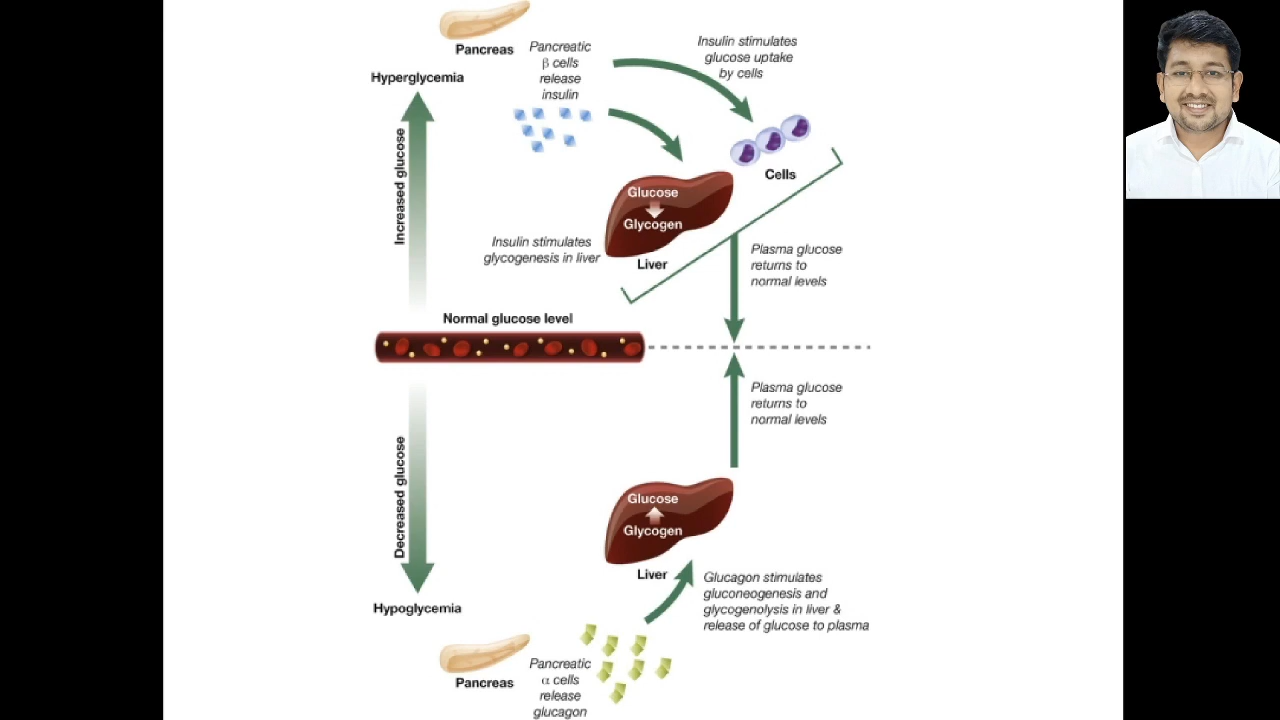 Pancreas
Pancreatic
β cells
release
insulin
Insulin stimulates
glucose uptake
by cells
Hyperglycemia
Increased glucose
Cells
Glucose
Glycogen
Liver
Insulin stimulates
glycogenesis in liver
Plasma glucose
returns to
normal levels
Normal glucose level
Plasma glucose
returns to
normal levels
Decreased glucose
Glucose
Glycogen
Liver
Glucagon stimulates
gluconeogenesis and
glycogenolysis in liver &
release of glucose to plasma
Hypoglycemia
Pancreas
Pancreatic
α cells
release
glucagon